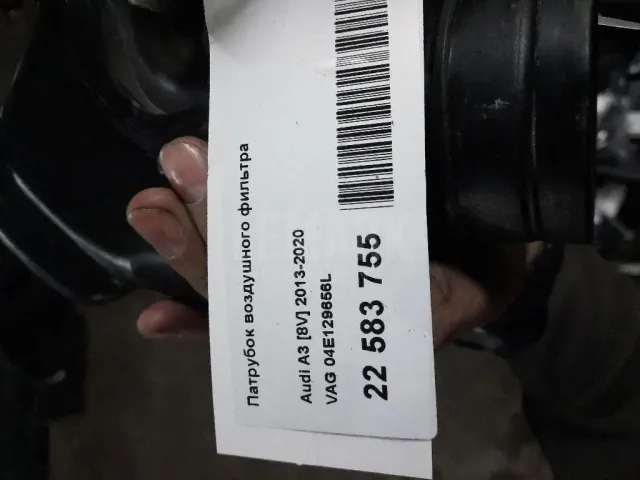 Патрубок воздушного фильтра
Audi A3 [8V] 2013-2020
VAG 04E129656L
22 583 755